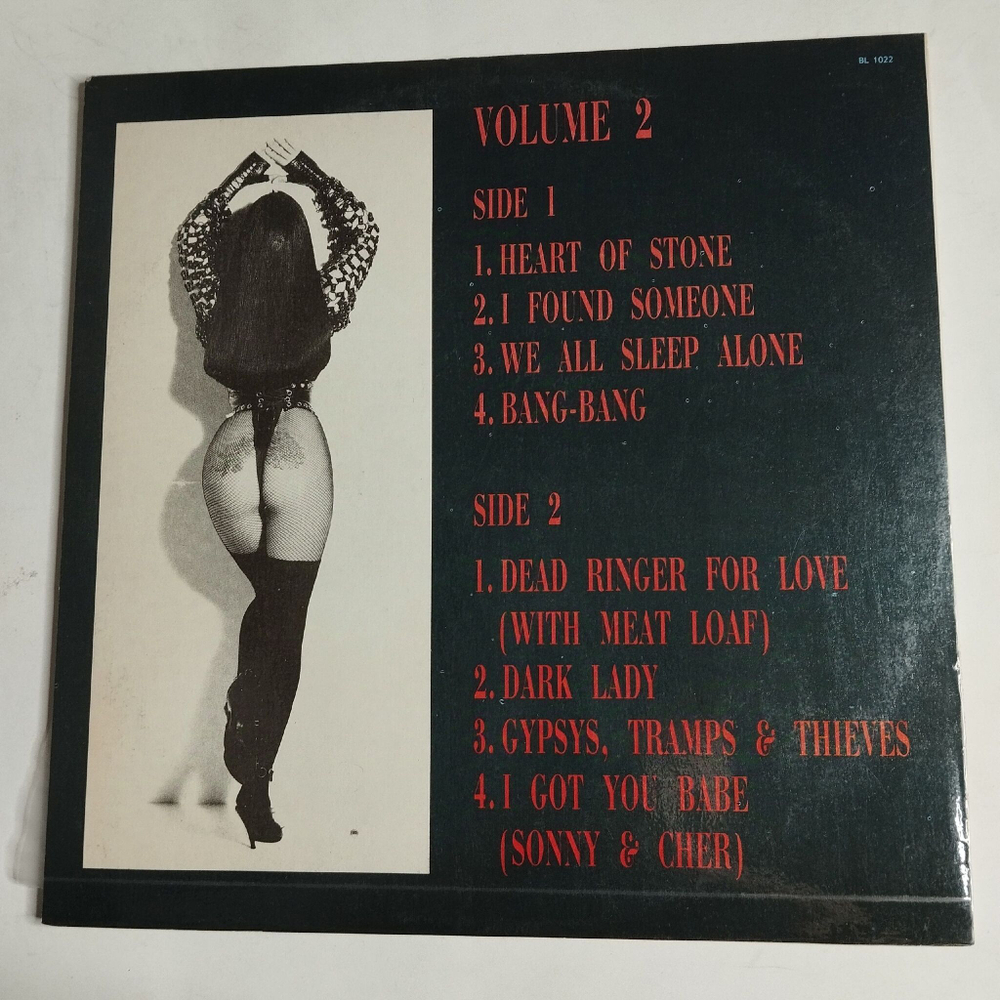 BL 1022
VOLUME 2
SIDE 1
1. HEART OF STONE
2. I FOUND SOMEONE
3. WE ALL SLEEP ALONE
4. BANG-BANG
SIDE 2
1. DEAD RINGER FOR LOVE
(WITH MEAT LOAF)
2. DARK LADY
3. GYPSYS, TRAMPS & THIEVES
4. I GOT YOU BABE
(SONNY & CHER)